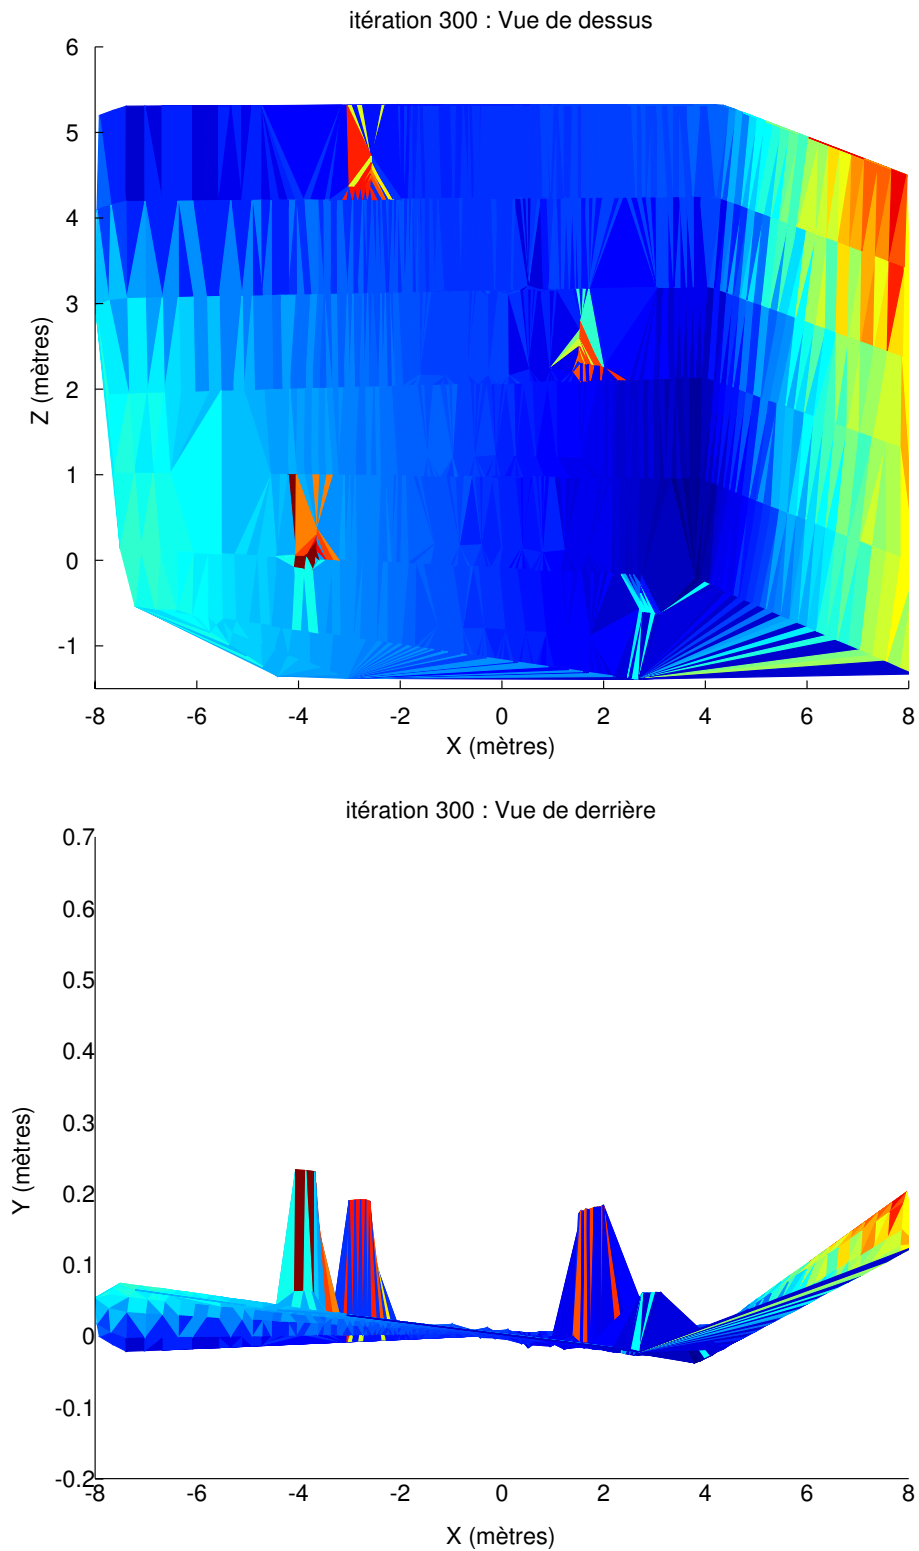 itération 300 : Vue de dessus
6
5
4
3
2
1
0
-1
Z (mètres)
-8 -6 -4 -2 0 2 4 6 8
X (mètres)
itération 300 : Vue de derrière
0.7
0.6
0.5
0.4
0.3
0.2
0.1
0
-0.1
-0.2
Y (mètres)
-8 -6 -4 -2 0 2 4 6 8
X (mètres)